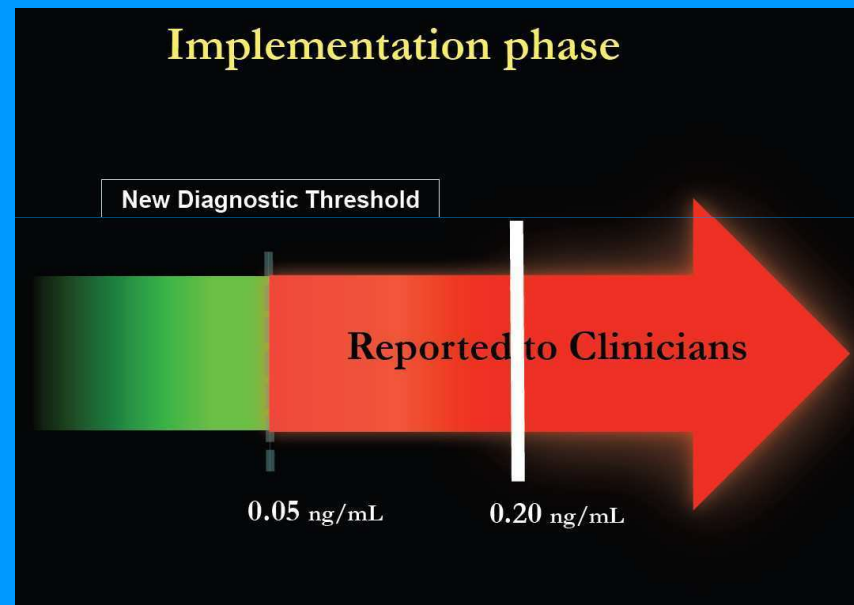 Implementation phase
New Diagnostic Threshold
Reported to Clinicians
0.05 ng/mL 0.20 ng/mL